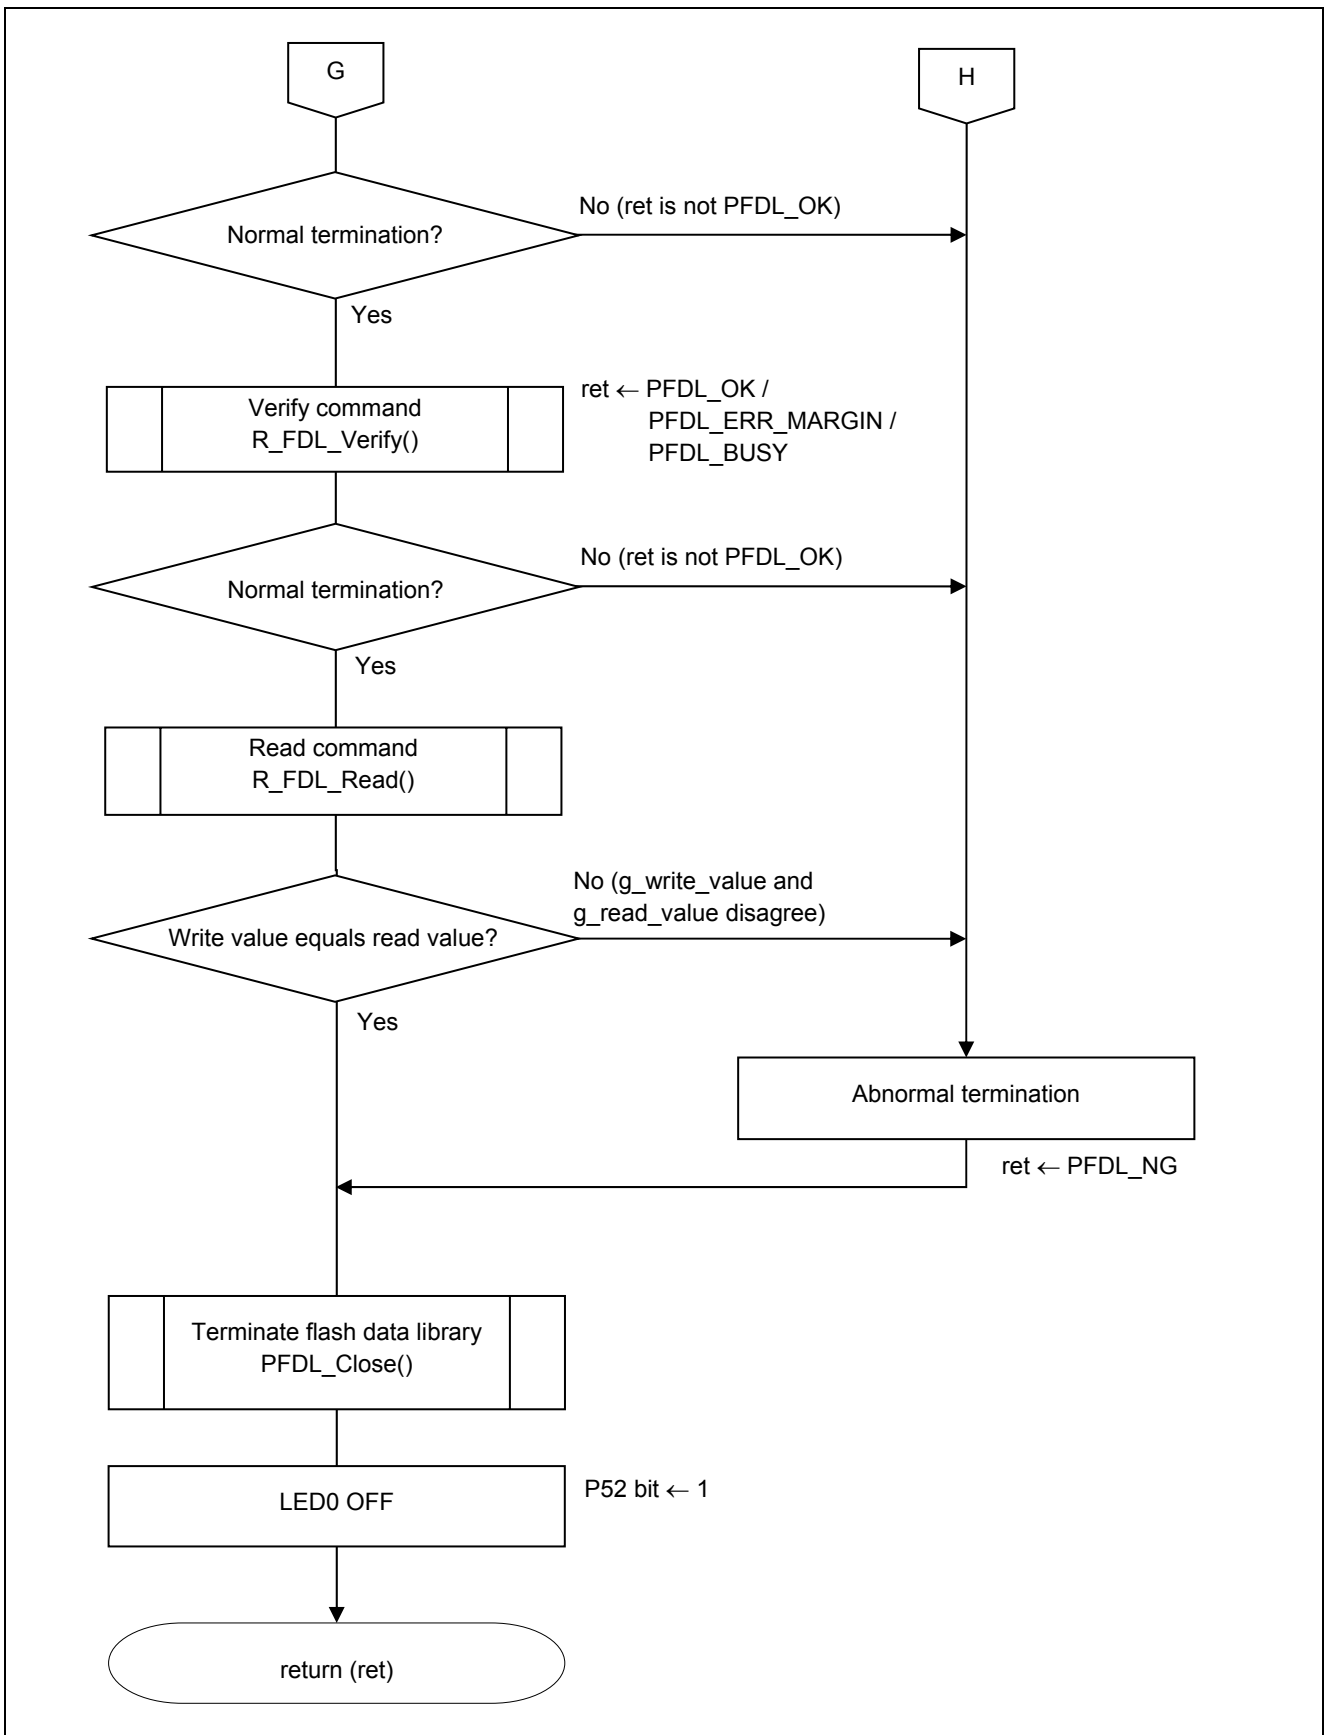 G
H
No (ret is not PFDL_OK)
Normal termination?
Yes
Verify command
R_FDL_Verify()
ret ← PFDL_OK /
PFDL_ERR_MARGIN /
PFDL_BUSY
No (ret is not PFDL_OK)
Normal termination?
Yes
Read command
R_FDL_Read()
No (g_write_value and
g_read_value disagree)
Write value equals read value?
Yes
Abnormal termination
ret ← PFDL_NG
Terminate flash data library
PFDL_Close()
LED0 OFF
P52 bit ← 1
return (ret)